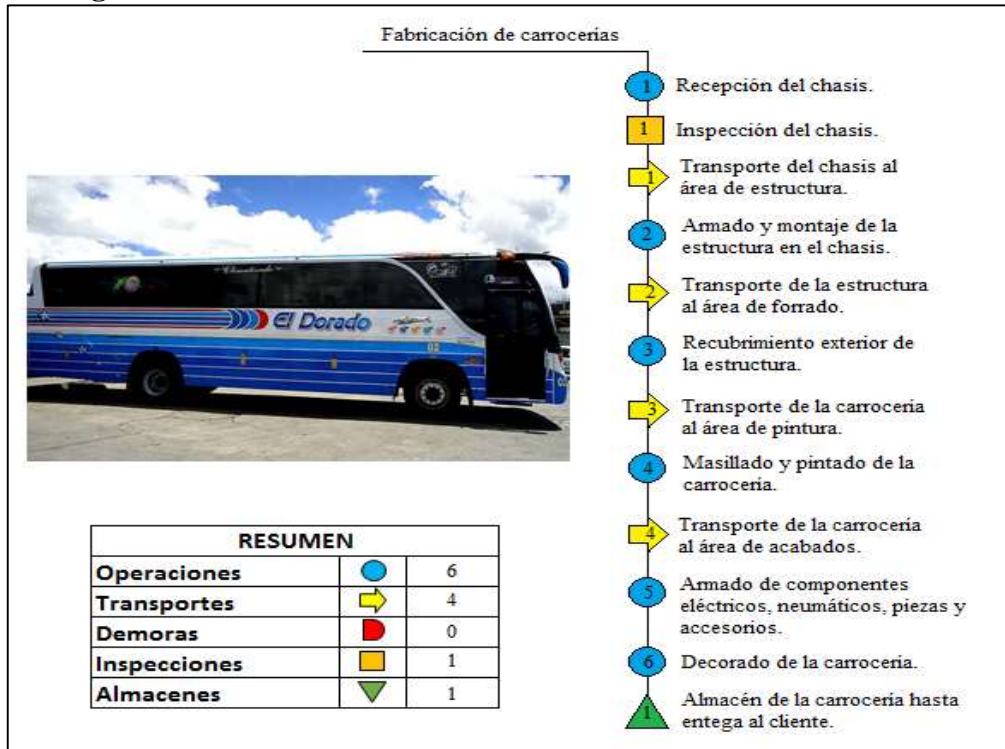 Fabricación de carrocerías
1 Recepción del chasis.
1 Inspección del chasis.
1 Transporte del chasis al
área de estructura.
2 Armado y montaje de la
estructura en el chasis.
2 Transporte de la estructura
al área de forrado.
3 Recubrimiento exterior de
la estructura.
3 Transporte de la carrocería
al área de pintura.
4 Masillado y pintado de la
carrocería.
4 Transporte de la carrocería
al área de acabados.
5 Armado de componentes
eléctricos, neumáticos, piezas y
accesorios.
6 Decorado de la carrocería.
1 Almacén de la carrocería hasta
entega al cliente.
El Dorado
02
RESUMEN
Operaciones 6
Transportes 4
Demoras 0
Inspecciones 1
Almacenes 1